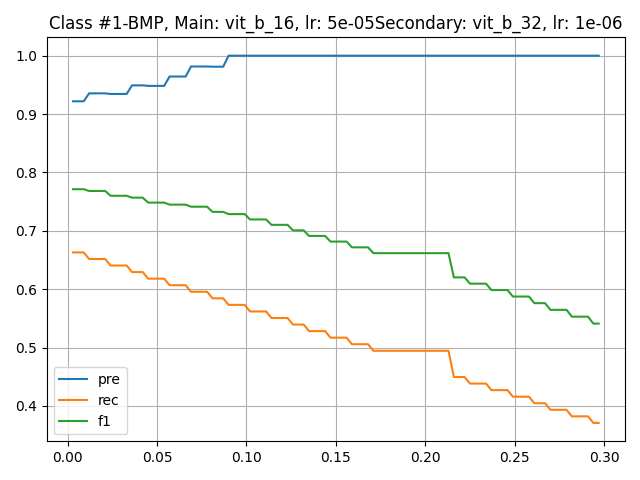 Class #1-BMP, Main: vit_b_16, lr: 5e-05Secondary: vit_b_32, lr: 1e-06
1.0
0.9
0.8
0.7
0.6
0.5
0.4
pre
rec
f1
0.00 0.05 0.10 0.15 0.20 0.25 0.30